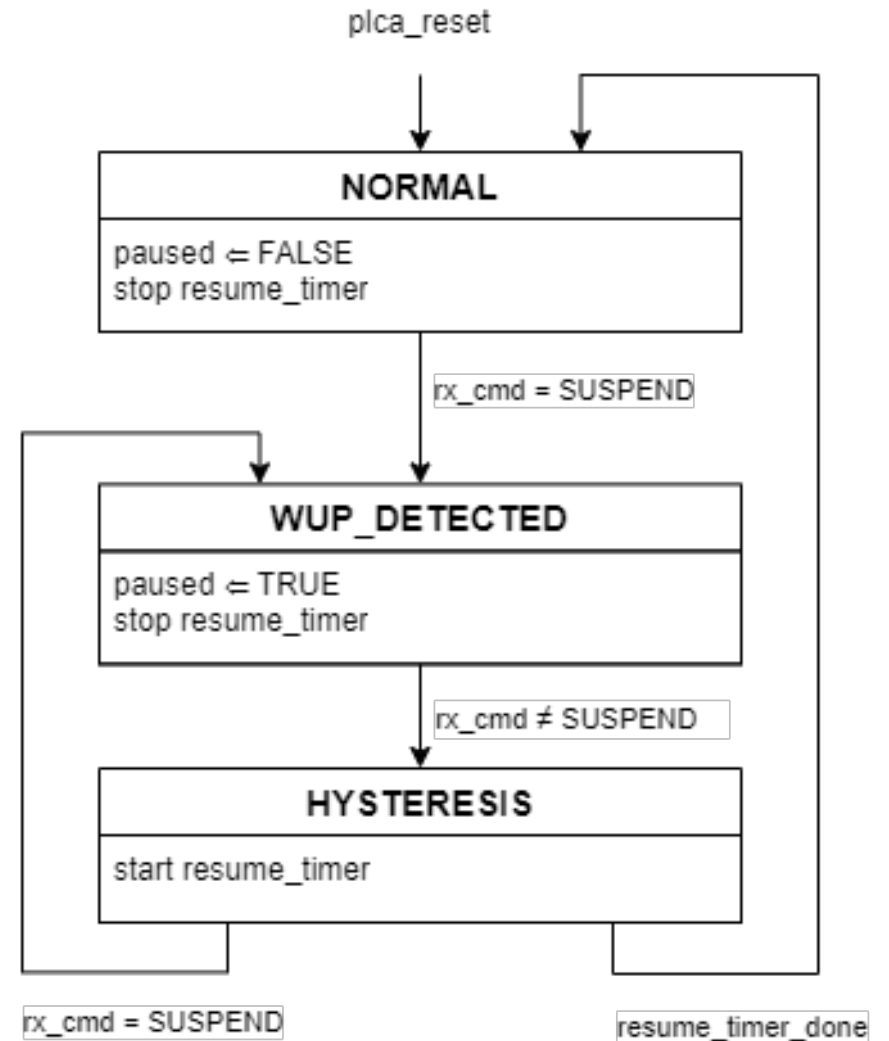 plca_reset
NORMAL
paused ⇐ FALSE
stop resume_timer
rx_cmd = SUSPEND
WUP_DETECTED
paused ⇐ TRUE
stop resume_timer
rx_cmd ≠ SUSPEND
HYSTERESIS
start resume_timer
rx_cmd = SUSPEND
resume_timer_done